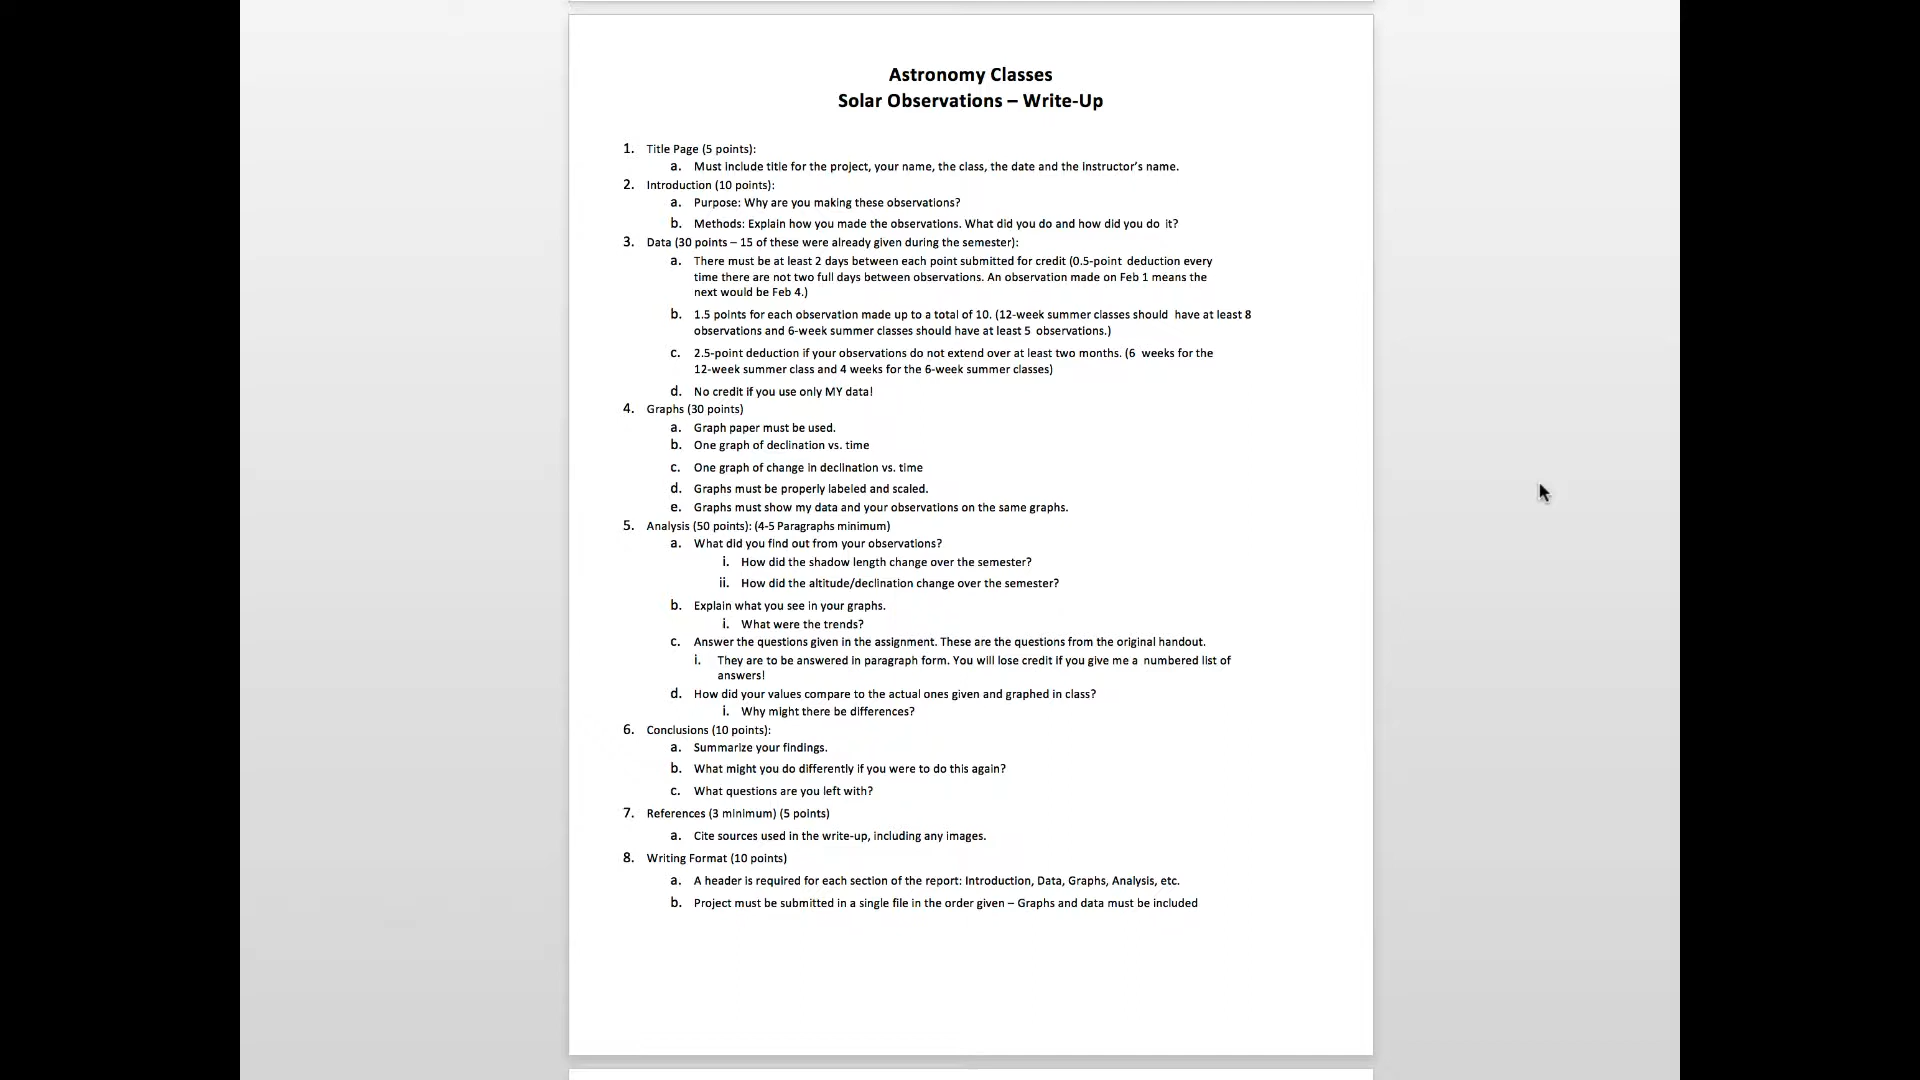 Astronomy Classes
Solar Observations – Write-Up
1. Title Page (5 points):
a. Must include title for the project, your name, the class, the date and the instructor's name.
2. Introduction (10 points):
a. Purpose: Why are you making these observations?
b. Methods: Explain how you made the observations. What did you do and how did you do it?
3. Data (30 points – 15 of these were already given during the semester):
a. There must be at least 2 days between each point submitted for credit (0.5-point deduction every
time there are not two full days between observations. An observation made on Feb 1 means the
next would be Feb 4.)
b. 1.5 points for each observation made up to a total of 10. (12-week summer classes should have at least 8
observations and 6-week summer classes should have at least 5 observations.)
c. 2.5-point deduction if your observations do not extend over at least two months. (6 weeks for the
12-week summer class and 4 weeks for the 6-week summer classes)
d. No credit if you use only MY data!
4. Graphs (30 points)
a. Graph paper must be used.
b. One graph of declination vs. time
c. One graph of change in declination vs. time
d. Graphs must be properly labeled and scaled.
e. Graphs must show my data and your observations on the same graphs.
5. Analysis (50 points): (4-5 Paragraphs minimum)
a. What did you find out from your observations?
i. How did the shadow length change over the semester?
ii. How did the altitude/declination change over the semester?
b. Explain what you see in your graphs.
i. What were the trends?
c. Answer the questions given in the assignment. These are the questions from the original handout.
i. They are to be answered in paragraph form. You will lose credit if you give me a numbered list of
answers!
d. How did your values compare to the actual ones given and graphed in class?
i. Why might there be differences?
6. Conclusions (10 points):
a. Summarize your findings.
b. What might you do differently if you were to do this again?
c. What questions are you left with?
7. References (3 minimum) (5 points)
a. Cite sources used in the write-up, including any images.
8. Writing Format (10 points)
a. A header is required for each section of the report: Introduction, Data, Graphs, Analysis, etc.
b. Project must be submitted in a single file in the order given – Graphs and data must be included